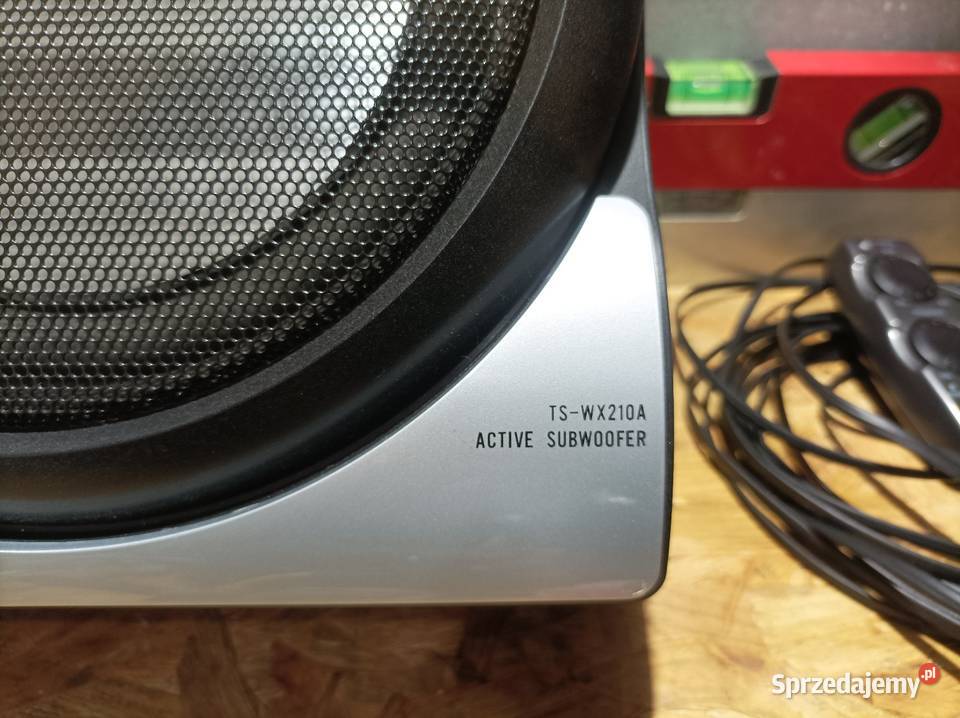 TS-WX210A
ACTIVE SUBWOOFER
Sprzedajemy.pl